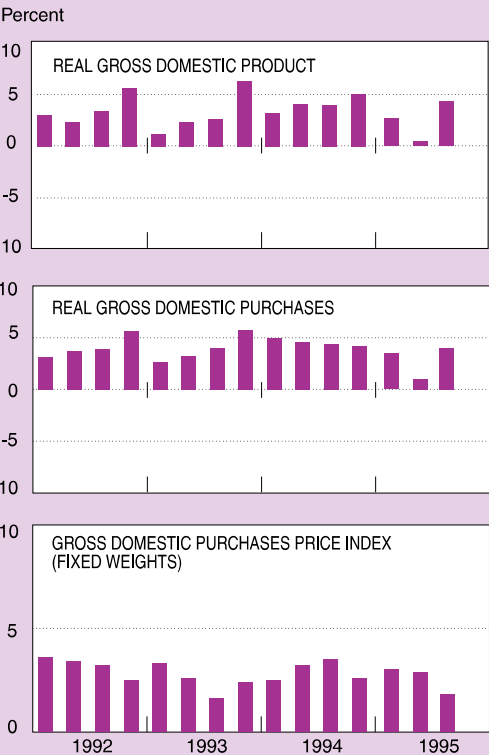 Percent
10
REAL GROSS DOMESTIC PRODUCT
5
0
-5
10
10
REAL GROSS DOMESTIC PURCHASES
5
0
-5
10
10
GROSS DOMESTIC PURCHASES PRICE INDEX
(FIXED WEIGHTS)
5
0
1992 1993 1994 1995